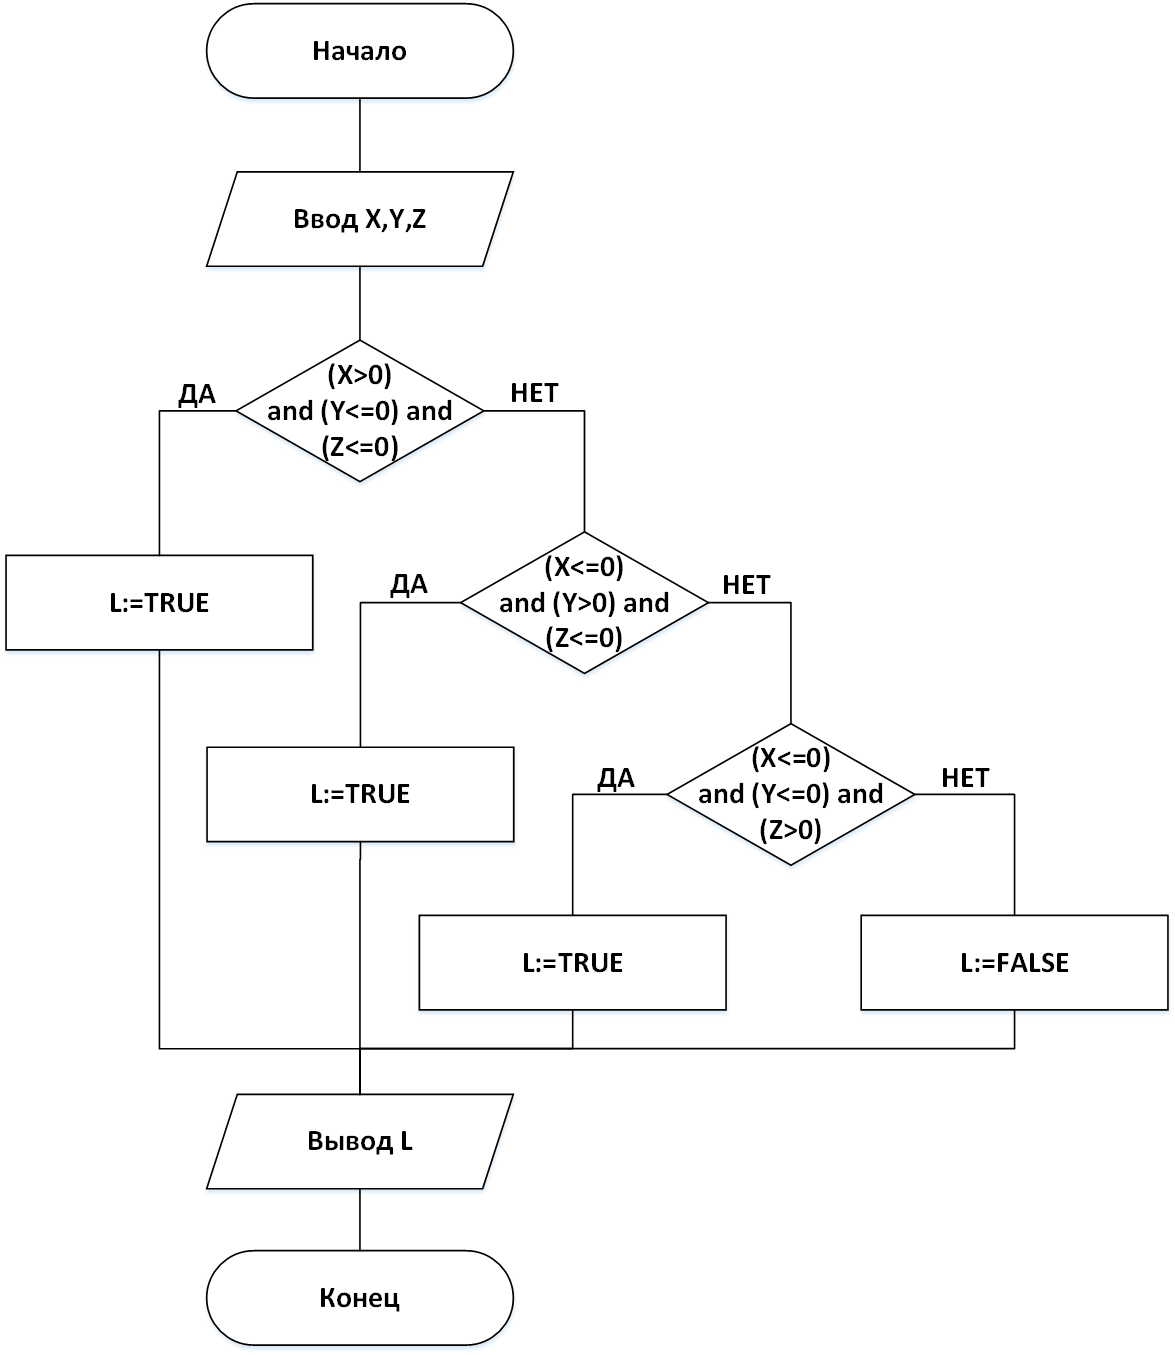 Начало
Ввод X,Y,Z
(X>0)
and (Y<=0) and
(Z<=0)
ДА
НЕТ
L:=TRUE
(X<=0)
and (Y>0) and
(Z<=0)
ДА
НЕТ
L:=TRUE
(X<=0)
and (Y<=0) and
(Z>0)
ДА
НЕТ
L:=TRUE
L:=FALSE
Вывод L
Конец